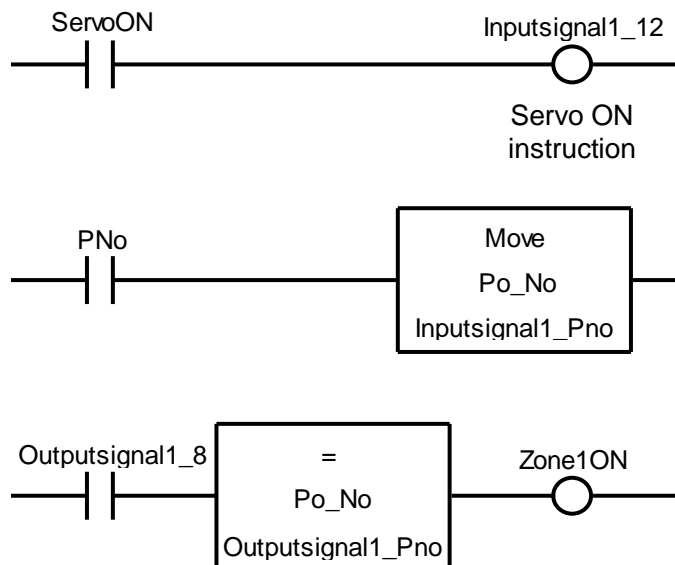 ServoON
Inputsignal1_12
Servo ON
instruction
PNo
Move
Po_No
Inputsignal1_Pno
Outputsignal1_8
=
Po_No
Outputsignal1_Pno
Zone1ON